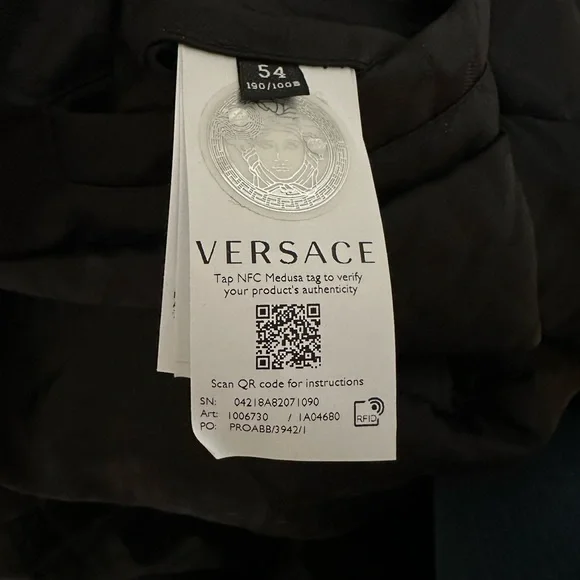 54
190/100B
VERSACE
Tap NFC Medusa tag to verify
your product's authenticity
Scan QR code for instructions
SN: 04218A82071090
Art: 1006730 / 1A04680
PO: PROABB/3942/1
RFID